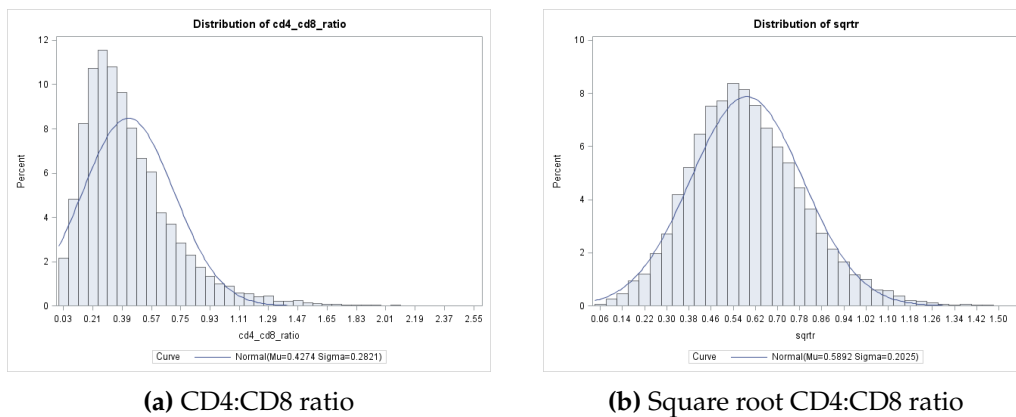 Distribution of cd4_cd8_ratio
12
10
8
6
4
2
0
Percent
0.03 0.21 0.39 0.57 0.75 0.93 1.11 1.29 1.47 1.65 1.83 2.01 2.19 2.37 2.55
cd4_cd8_ratio
Curve Normal(Mu=0.4274 Sigma=0.2821)
(a) CD4:CD8 ratio
Distribution of sqrtr
10
8
6
4
2
0
Percent
0.06 0.14 0.22 0.30 0.38 0.46 0.54 0.62 0.70 0.78 0.86 0.94 1.02 1.10 1.18 1.26 1.34 1.42 1.50
sqrtr
Curve Normal(Mu=0.5892 Sigma=0.2025)
(b) Square root CD4:CD8 ratio